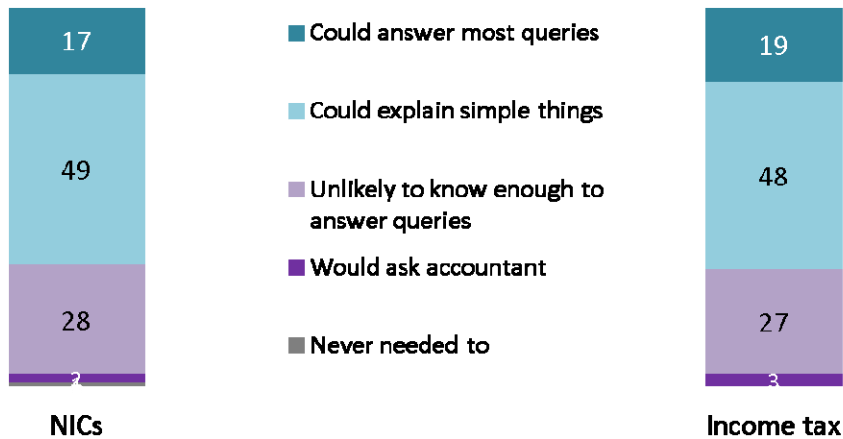 17
49
28
2
NICs
Could answer most queries
Could explain simple things
Unlikely to know enough to
answer queries
Would ask accountant
Never needed to
19
48
27
3
Income tax